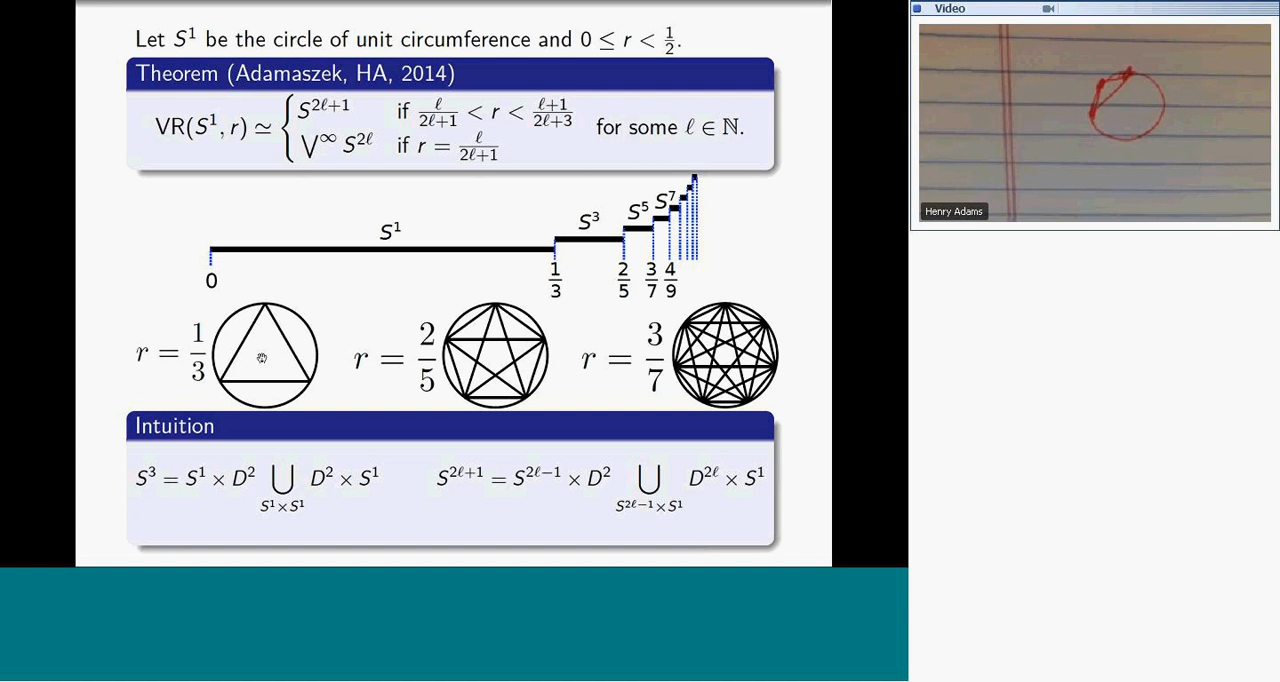 Let S¹ be the circle of unit circumference and 0 ≤ r < 1/2.
Theorem (Adamaszek, HA, 2014)
VR(S¹, r) ≃ { S^{2ℓ+1} if ℓ/(2ℓ+1) < r < (ℓ+1)/(2ℓ+3)
⋁^∞ S^{2ℓ} if r = ℓ/(2ℓ+1)
for some ℓ ∈ ℕ.
S¹ S³ S⁵ S⁷
0 1/3 2/5 3/7 4/9
r = 1/3 r = 2/5 r = 3/7
Intuition
S³ = S¹ × D² ⋃_{S¹×S¹} D² × S¹ S^{2ℓ+1} = S^{2ℓ−1} × D² ⋃_{S^{2ℓ−1}×S¹} D^{2ℓ} × S¹
Video
Henry Adams